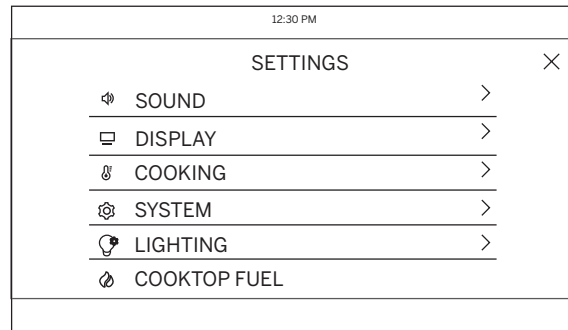 12:30 PM
SETTINGS
SOUND
DISPLAY
COOKING
SYSTEM
LIGHTING
COOKTOP FUEL